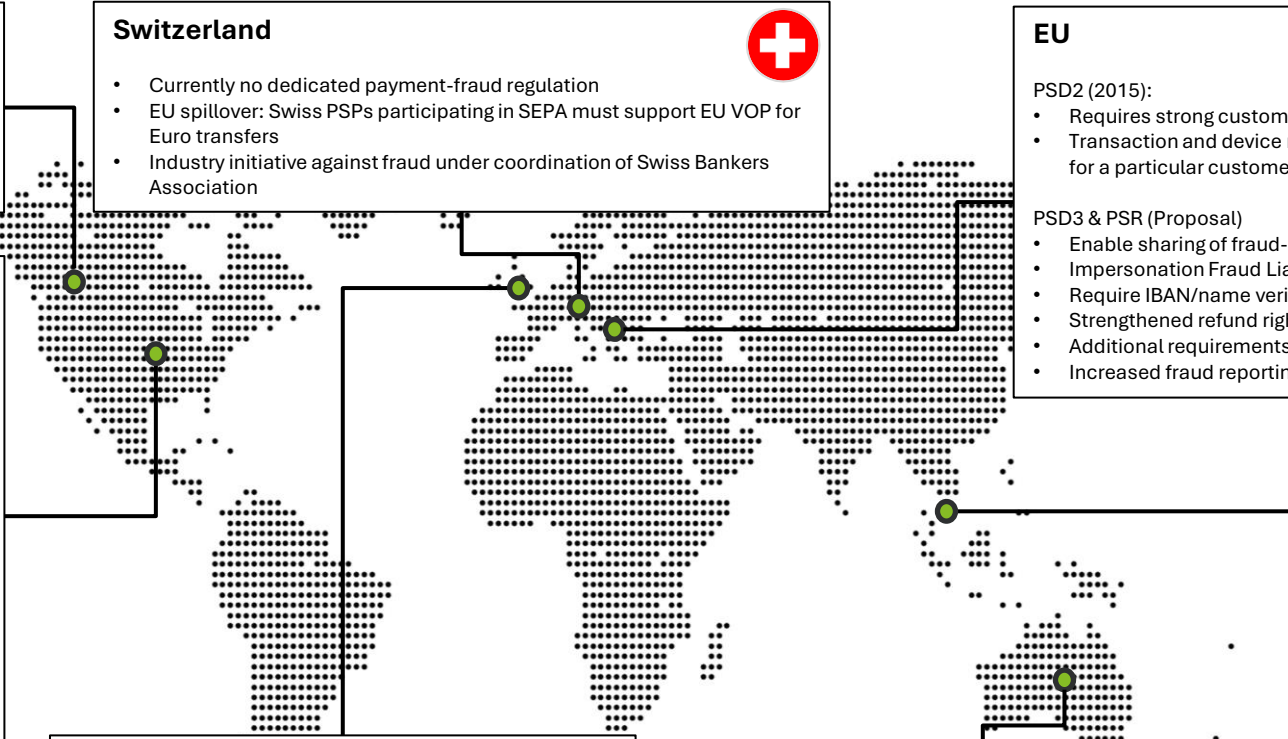 Switzerland
• Currently no dedicated payment-fraud regulation
• EU spillover: Swiss PSPs participating in SEPA must support EU VOP for
Euro transfers
• Industry initiative against fraud under coordination of Swiss Bankers
Association
EU
PSD2 (2015):
• Requires strong custom
• Transaction and device
for a particular custome
PSD3 & PSR (Proposal)
• Enable sharing of fraud-
• Impersonation Fraud Lia
• Require IBAN/name veri
• Strengthened refund rig
• Additional requirements
• Increased fraud reportin